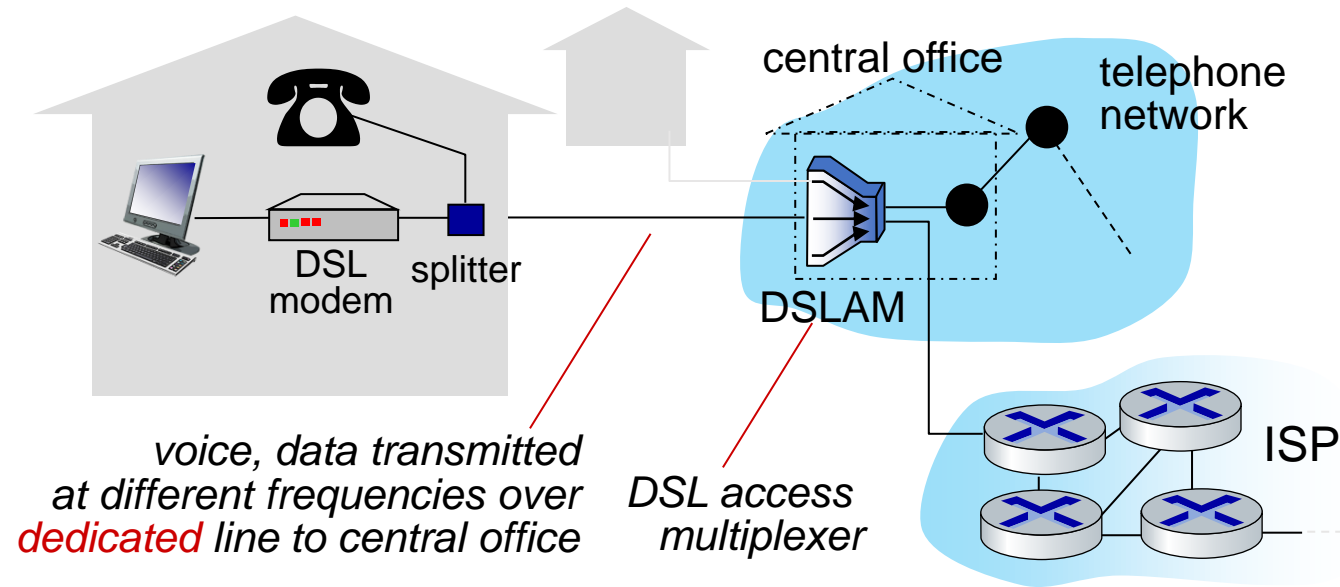 central office
telephone
network
DSL
modem
splitter
DSLAM
ISP
voice, data transmitted
at different frequencies over
dedicated line to central office
DSL access
multiplexer